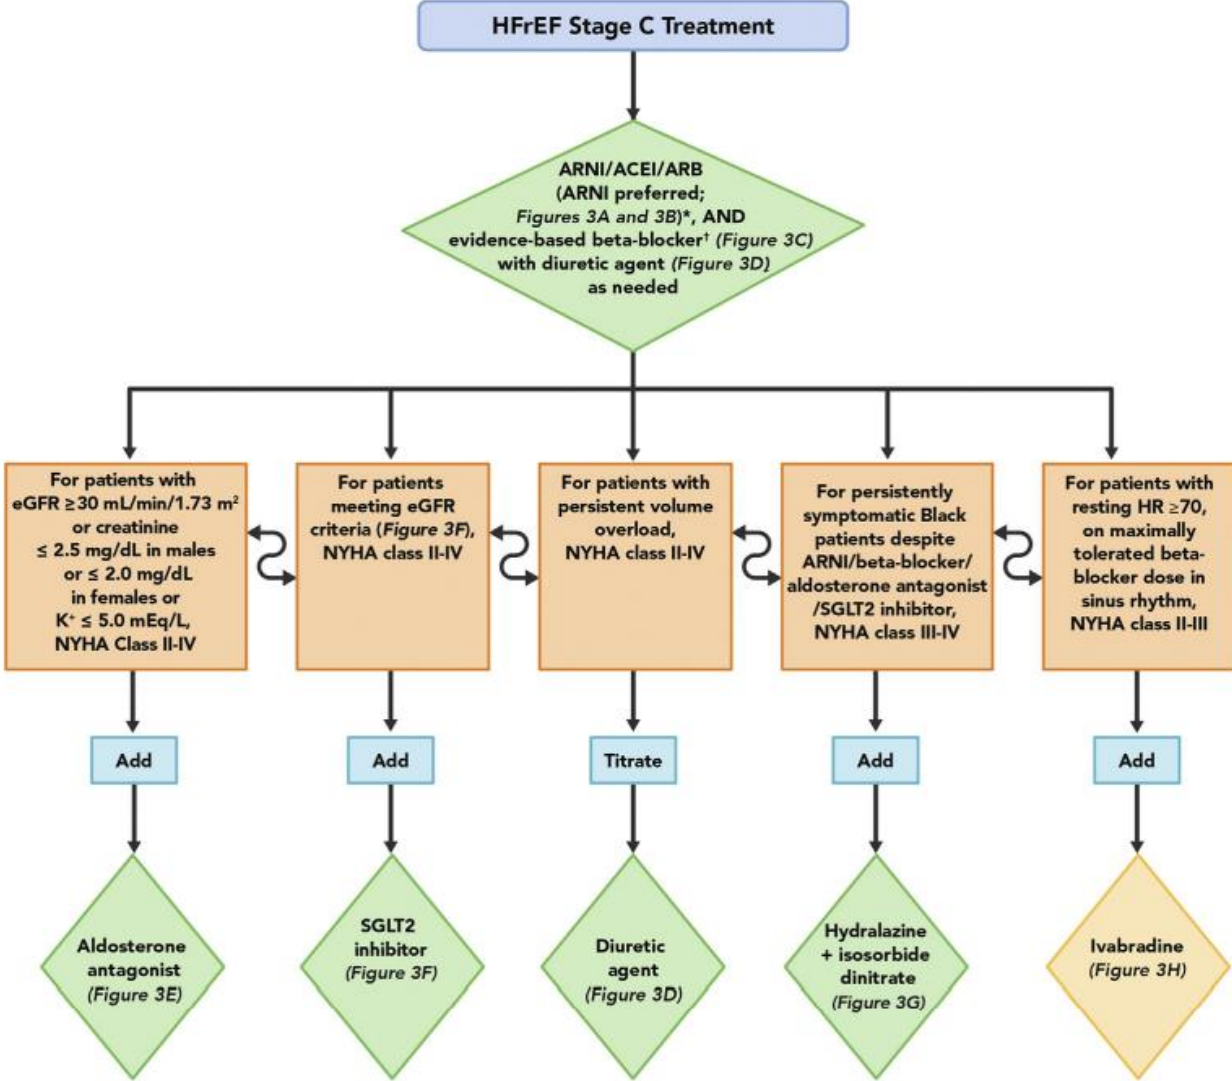 HFrEF Stage C Treatment
ARNI/ACEI/ARB
(ARNI preferred;
Figures 3A and 3B)*, AND
evidence-based beta-blocker† (Figure 3C)
with diuretic agent (Figure 3D)
as needed
For patients with
eGFR ≥30 mL/min/1.73 m²
or creatinine
≤ 2.5 mg/dL in males
or ≤ 2.0 mg/dL
in females or
K⁺ ≤ 5.0 mEq/L,
NYHA Class II-IV
For patients
meeting eGFR
criteria (Figure 3F),
NYHA class II-IV
For patients with
persistent volume
overload,
NYHA class II-IV
For persistently
symptomatic Black
patients despite
ARNI/beta-blocker/
aldosterone antagonist
/SGLT2 inhibitor,
NYHA class III-IV
For patients with
resting HR ≥70,
on maximally
tolerated beta-
blocker dose in
sinus rhythm,
NYHA class II-III
Add
Add
Titrate
Add
Add
Aldosterone
antagonist
(Figure 3E)
SGLT2
inhibitor
(Figure 3F)
Diuretic
agent
(Figure 3D)
Hydralazine
+ isosorbide
dinitrate
(Figure 3G)
Ivabradine
(Figure 3H)